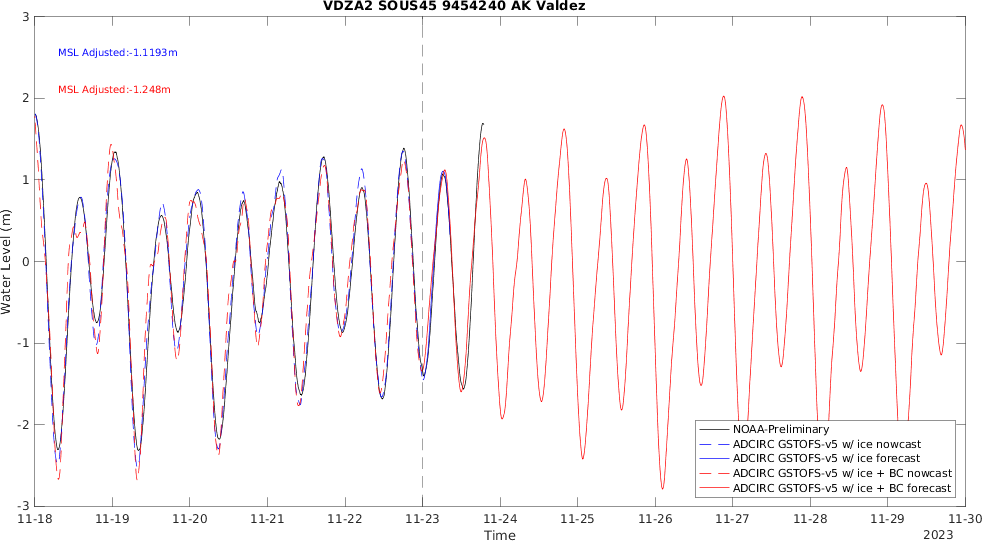 VDZA2 SOUS45 9454240 AK Valdez
MSL Adjusted:-1.1193m
MSL Adjusted:-1.248m
Water Level (m)
3
2
1
0
-1
-2
-3
NOAA-Preliminary
ADCIRC GSTOFS-v5 w/ ice nowcast
ADCIRC GSTOFS-v5 w/ ice forecast
ADCIRC GSTOFS-v5 w/ ice + BC nowcast
ADCIRC GSTOFS-v5 w/ ice + BC forecast
11-18 11-19 11-20 11-21 11-22 11-23 11-24 11-25 11-26 11-27 11-28 11-29 11-30
Time
2023